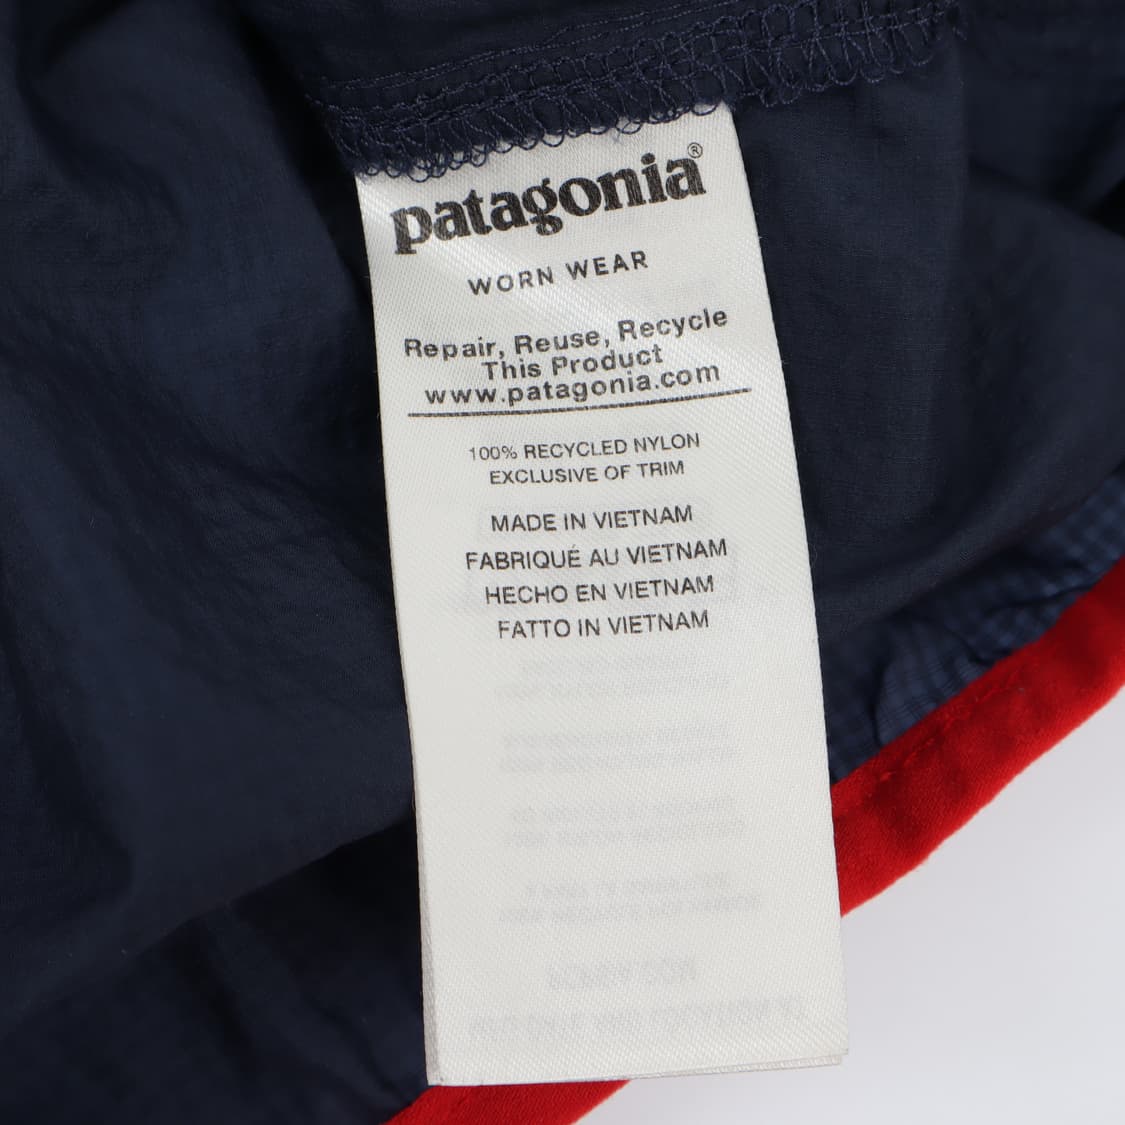 patagonia®
WORN WEAR
Repair, Reuse, Recycle
This Product
www.patagonia.com
100% RECYCLED NYLON
EXCLUSIVE OF TRIM
MADE IN VIETNAM
FABRIQUÉ AU VIETNAM
HECHO EN VIETNAM
FATTO IN VIETNAM